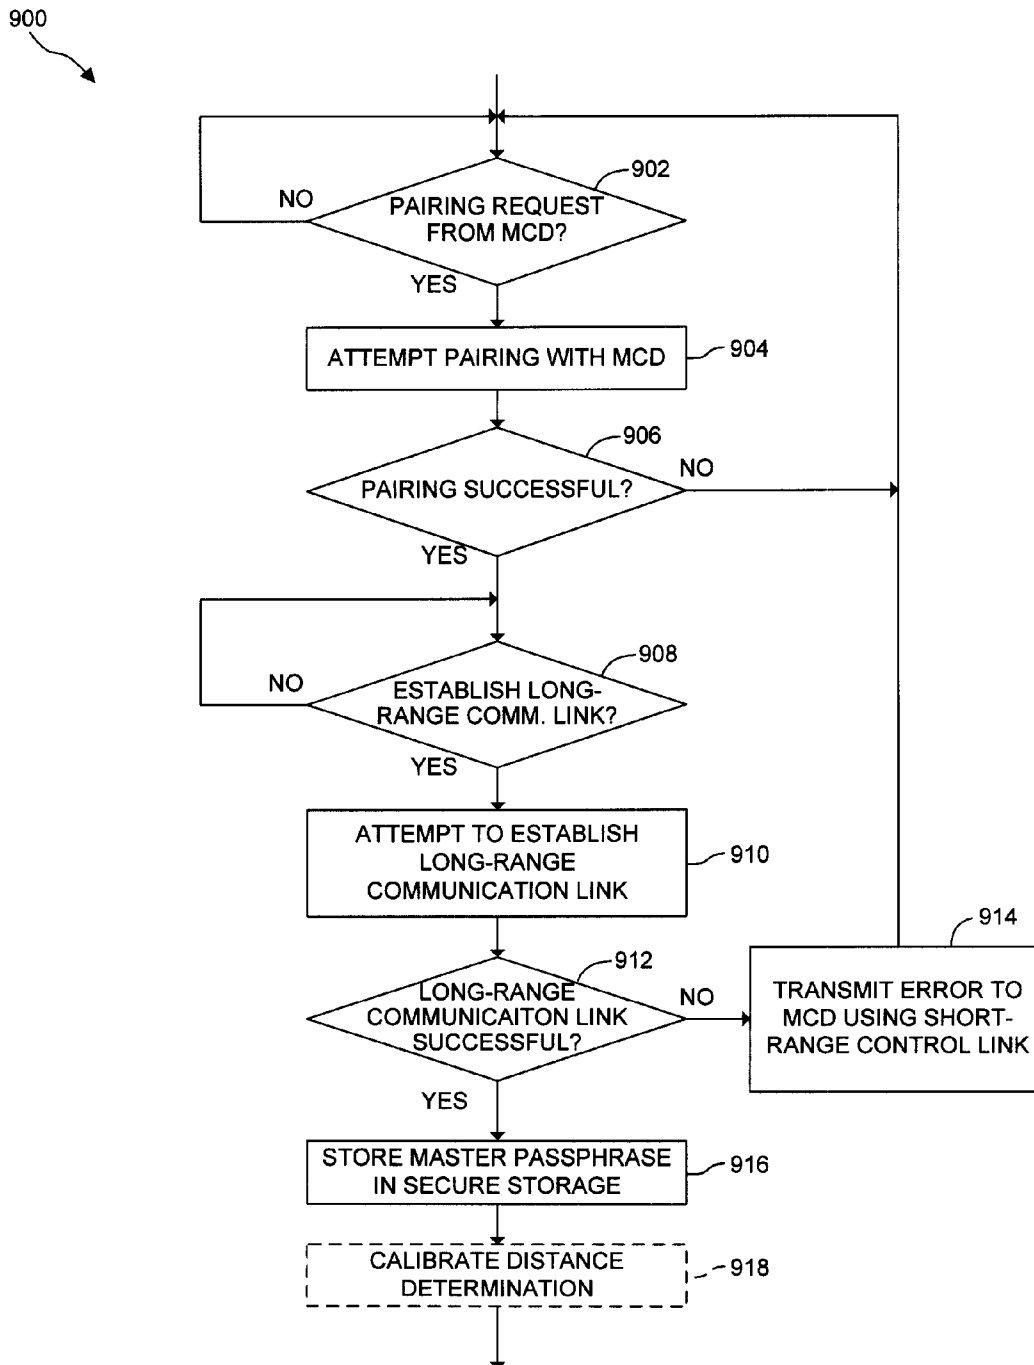 900
902
PAIRING REQUEST
FROM MCD?
NO
YES
ATTEMPT PAIRING WITH MCD
904
906
PAIRING SUCCESSFUL?
NO
YES
908
ESTABLISH LONG-
RANGE COMM. LINK?
NO
YES
ATTEMPT TO ESTABLISH
LONG-RANGE
COMMUNICATION LINK
910
912
LONG-RANGE
COMMUNICAITON LINK
SUCCESSFUL?
NO
YES
914
TRANSMIT ERROR TO
MCD USING SHORT-
RANGE CONTROL LINK
STORE MASTER PASSPHRASE
IN SECURE STORAGE
916
CALIBRATE DISTANCE
DETERMINATION
918